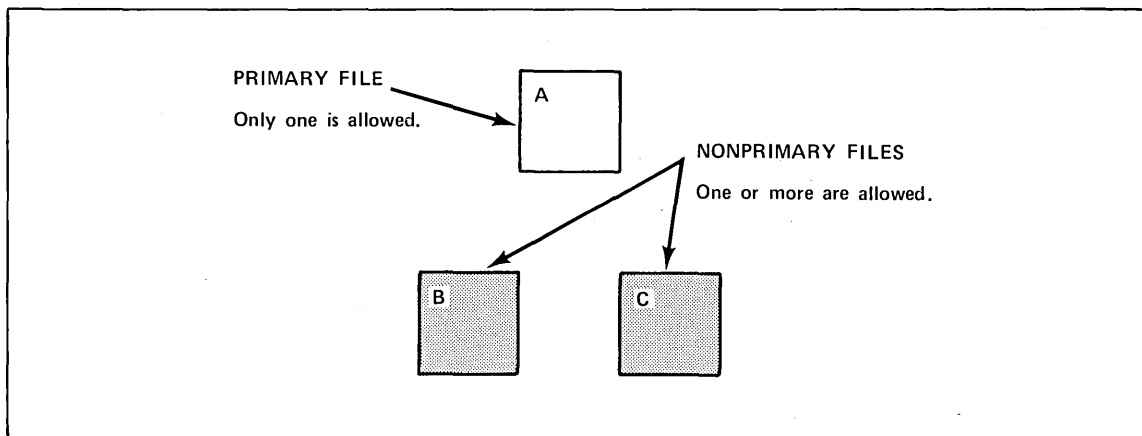 PRIMARY FILE
Only one is allowed.
A
NONPRIMARY FILES
One or more are allowed.
B
C